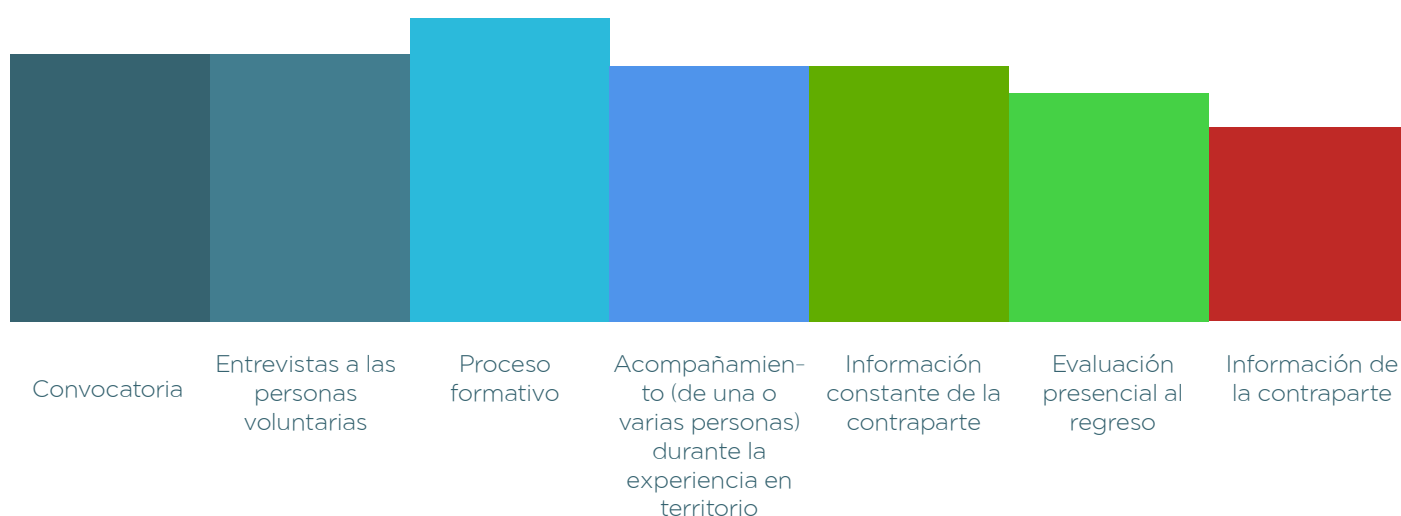 Convocatoria
Entrevistas a las
personas
voluntarias
Proceso
formativo
Acompañamien-
to (de una o
varias personas)
durante la
experiencia en
territorio
Información
constante de la
contraparte
Evaluación
presencial al
regreso
Información de
la contraparte